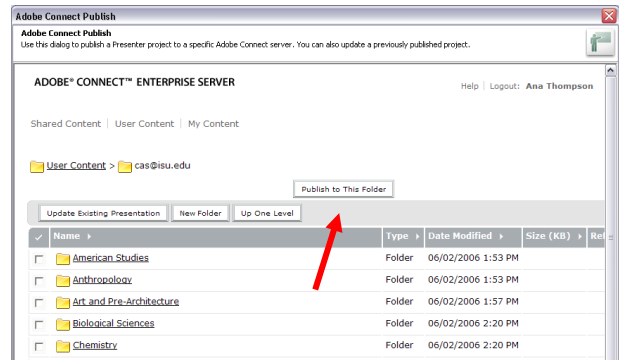 Adobe Connect Publish
Adobe Connect Publish
Use this dialog to publish a Presenter project to a specific Adobe Connect server. You can also update a previously published project.
ADOBE® CONNECT™ ENTERPRISE SERVER
Help | Logout: Ana Thompson
Shared Content | User Content | My Content
User Content > cas@isu.edu
Publish to This Folder
Update Existing Presentation New Folder Up One Level
Name Type Date Modified Size (KB)
American Studies Folder 06/02/2006 1:53 PM
Anthropology Folder 06/02/2006 1:53 PM
Art and Pre-Architecture Folder 06/02/2006 1:57 PM
Biological Sciences Folder 06/02/2006 2:20 PM
Chemistry Folder 06/02/2006 2:20 PM